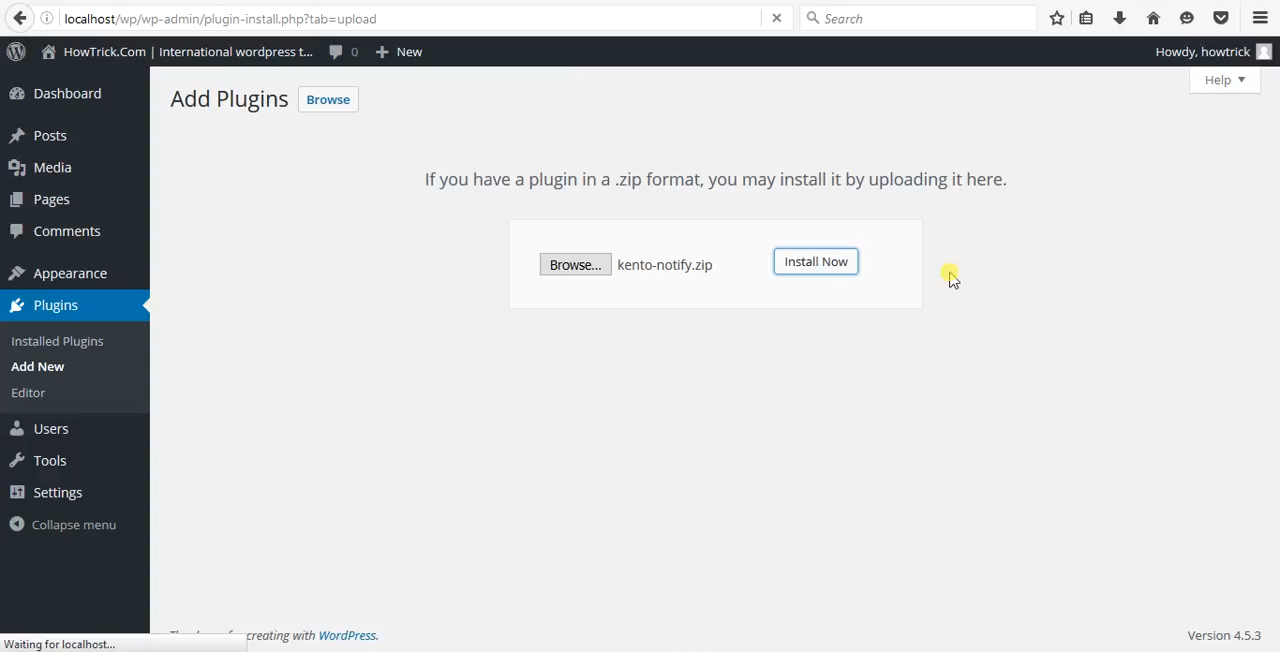 localhost/wp/wp-admin/plugin-install.php?tab=upload
Search
HowTrick.Com | International wordpress t...
0
New
Howdy, howtrick
Help
Dashboard
Posts
Media
Pages
Comments
Appearance
Plugins
Installed Plugins
Add New
Editor
Users
Tools
Settings
Collapse menu
Add Plugins
Browse
If you have a plugin in a .zip format, you may install it by uploading it here.
Browse...
kento-notify.zip
Install Now
creating with WordPress.
Version 4.5.3
Waiting for localhost...